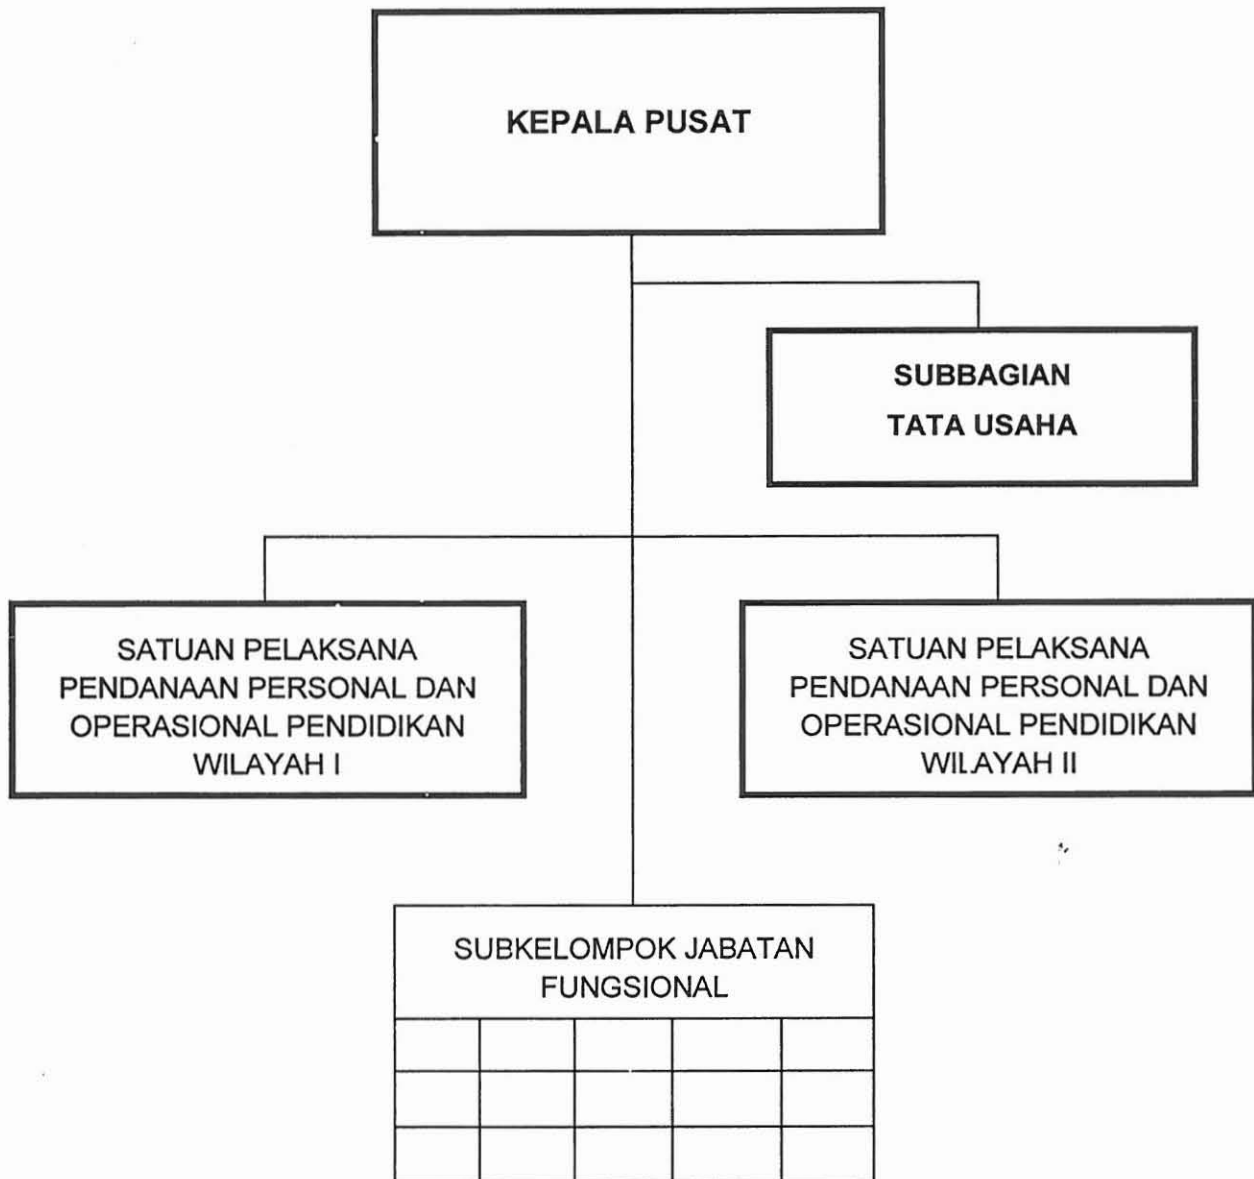 KEPALA PUSAT
SUBBAGIAN
TATA USAHA
SATUAN PELAKSANA
PENDANAAN PERSONAL DAN
OPERASIONAL PENDIDIKAN
WILAYAH I
SATUAN PELAKSANA
PENDANAAN PERSONAL DAN
OPERASIONAL PENDIDIKAN
WILAYAH II
SUBKELOMPOK JABATAN
FUNGSIONAL